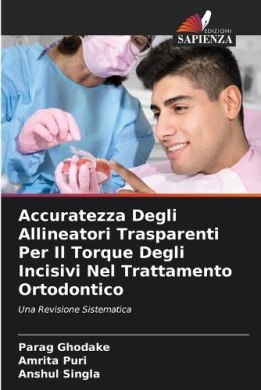 EDIZIONI
SAPIENZA
Accuratezza Degli
Allineatori Trasparenti
Per Il Torque Degli
Incisivi Nel Trattamento
Ortodontico
Una Revisione Sistematica
Parag Ghodake
Amrita Puri
Anshul Singla